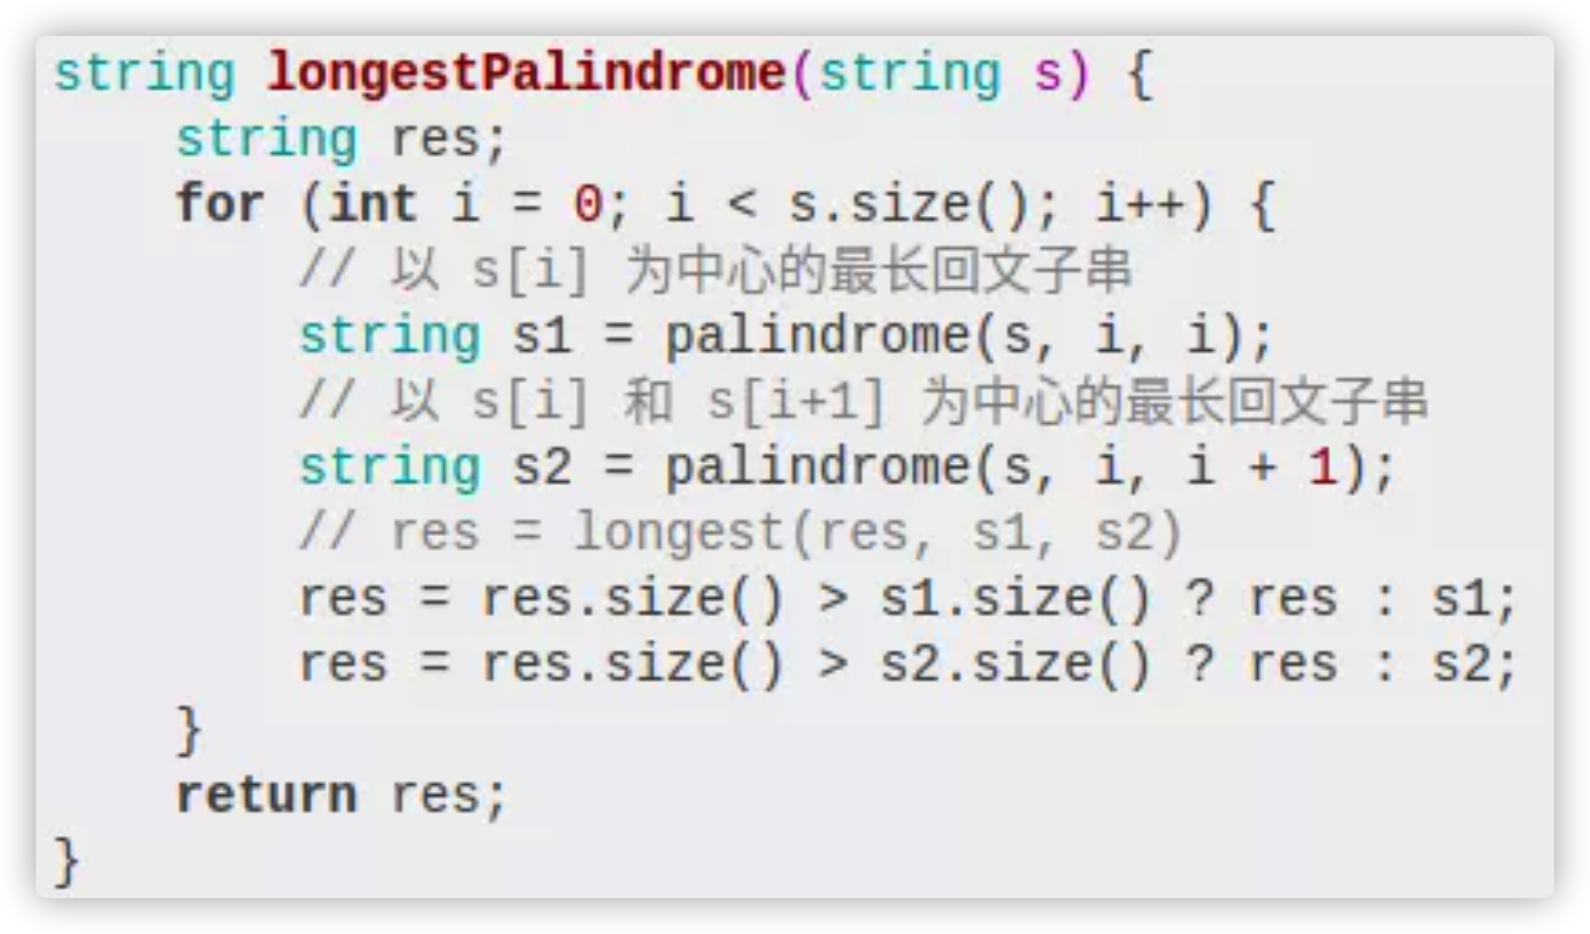 string longestPalindrome(string s) {
    string res;
    for (int i = 0; i < s.size(); i++) {
        // 以 s[i] 为中心的最长回文子串
        string s1 = palindrome(s, i, i);
        // 以 s[i] 和 s[i+1] 为中心的最长回文子串
        string s2 = palindrome(s, i, i + 1);
        // res = longest(res, s1, s2)
        res = res.size() > s1.size() ? res : s1;
        res = res.size() > s2.size() ? res : s2;
    }
    return res;
}